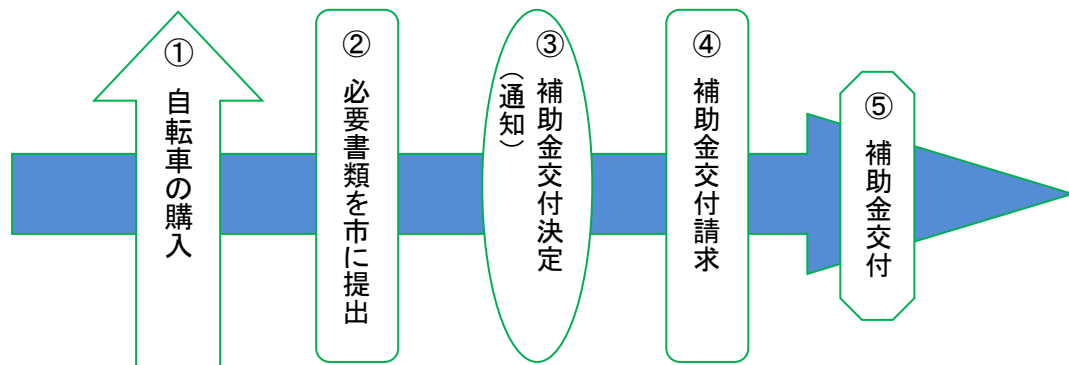 ① 自転車の購入
② 必要書類を市に提出
③ 補助金交付決定
(通知)
④ 補助金交付請求
⑤ 補助金交付